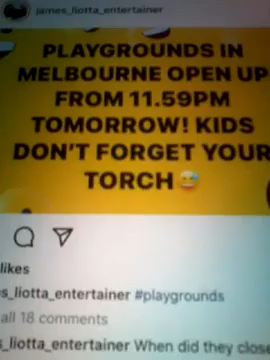 james_liotta_entertainer
PLAYGROUNDS IN
MELBOURNE OPEN UP
FROM 11.59PM
TOMORROW! KIDS
DON'T FORGET YOUR
TORCH 😅
likes
s_liotta_entertainer #playgrounds
all 18 comments
s_liotta_entertainer When did they close